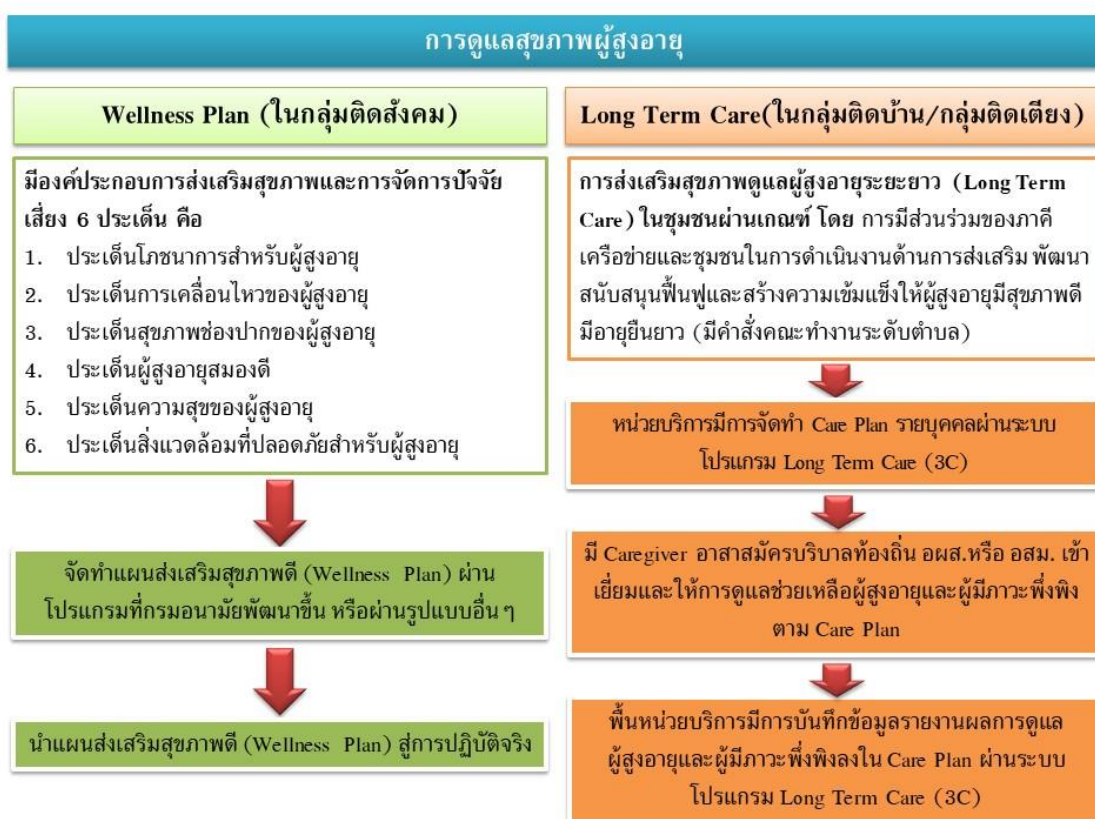 การดูแลสุขภาพผู้สูงอายุ
Wellness Plan (ในกลุ่มติดสังคม)
มีองค์ประกอบการส่งเสริมสุขภาพและการจัดการปัจจัย
เสี่ยง 6 ประเด็น คือ
1. ประเด็นโภชนาการสำหรับผู้สูงอายุ
2. ประเด็นการเคลื่อนไหวของผู้สูงอายุ
3. ประเด็นสุขภาพช่องปากของผู้สูงอายุ
4. ประเด็นผู้สูงอายุสมองดี
5. ประเด็นความสุขของผู้สูงอายุ
6. ประเด็นสิ่งแวดล้อมที่ปลอดภัยสำหรับผู้สูงอายุ
จัดทำแผนส่งเสริมสุขภาพดี (Wellness Plan) ผ่าน
โปรแกรมที่กรมอนามัยพัฒนาขึ้น หรือผ่านรูปแบบอื่น ๆ
นำแผนส่งเสริมสุขภาพดี (Wellness Plan) สู่การปฏิบัติจริง
Long Term Care(ในกลุ่มติดบ้าน/กลุ่มติดเตียง)
การส่งเสริมสุขภาพดูแลผู้สูงอายุระยะยาว (Long Term
Care) ในชุมชนผ่านเกณฑ์ โดย การมีส่วนร่วมของภาคี
เครือข่ายและชุมชนในการดำเนินงานด้านการส่งเสริม พัฒนา
สนับสนุนฟื้นฟูและสร้างความเข้มแข็งให้ผู้สูงอายุมีสุขภาพดี
มีอายุยืนยาว (มีคำสั่งคณะทำงานระดับตำบล)
หน่วยบริการมีการจัดทำ Care Plan รายบุคคลผ่านระบบ
โปรแกรม Long Term Care (3C)
มี Caregiver อาสาสมัครบริบาลท้องถิ่น อผส.หรือ อสม. เข้า
เยี่ยมและให้การดูแลช่วยเหลือผู้สูงอายุและผู้มีภาวะพึ่งพิง
ตาม Care Plan
พื้นหน่วยบริการมีการบันทึกข้อมูลรายงานผลการดูแล
ผู้สูงอายุและผู้มีภาวะพึ่งพิงลงใน Care Plan ผ่านระบบ
โปรแกรม Long Term Care (3C)